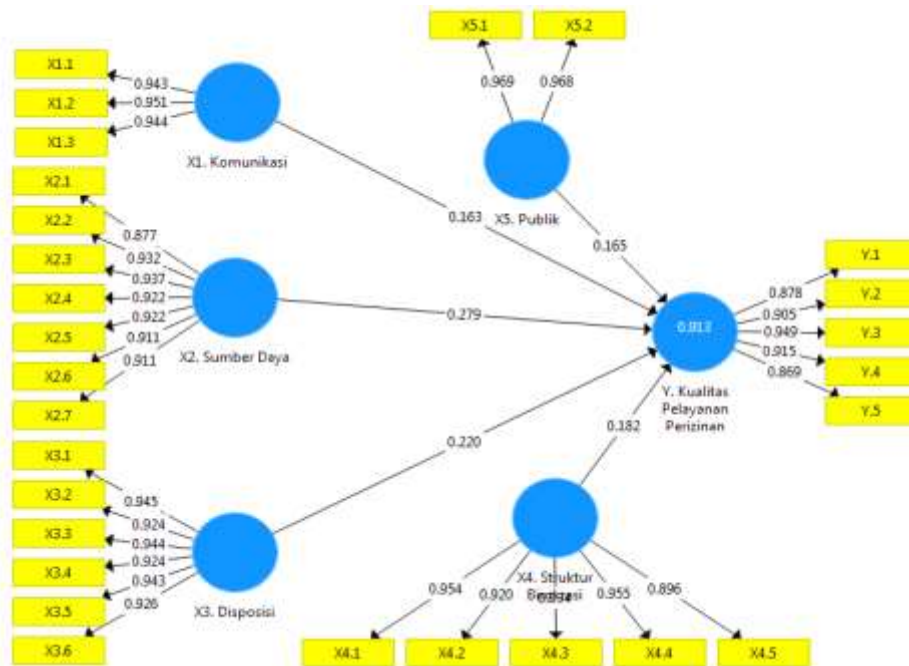 X5.1
X5.2
X1.1
X1.2
X1.3
0.943
0.951
0.944
X1. Komunikasi
0.969
0.968
X5. Publik
X2.1
X2.2
X2.3
X2.4
X2.5
X2.6
X2.7
0.877
0.932
0.937
0.922
0.922
0.911
0.911
X2. Sumber Daya
0.163
0.165
0.279
0.220
0.182
0.913
Y. Kualitas
Pelayanan
Perizinan
0.878
0.905
0.949
0.915
0.869
Y.1
Y.2
Y.3
Y.4
Y.5
X3.1
X3.2
X3.3
X3.4
X3.5
X3.6
0.945
0.924
0.944
0.924
0.943
0.926
X3. Disposisi
X4. Struktur
0.954
0.920
0.955
0.896
X4.1
X4.2
X4.3
X4.4
X4.5